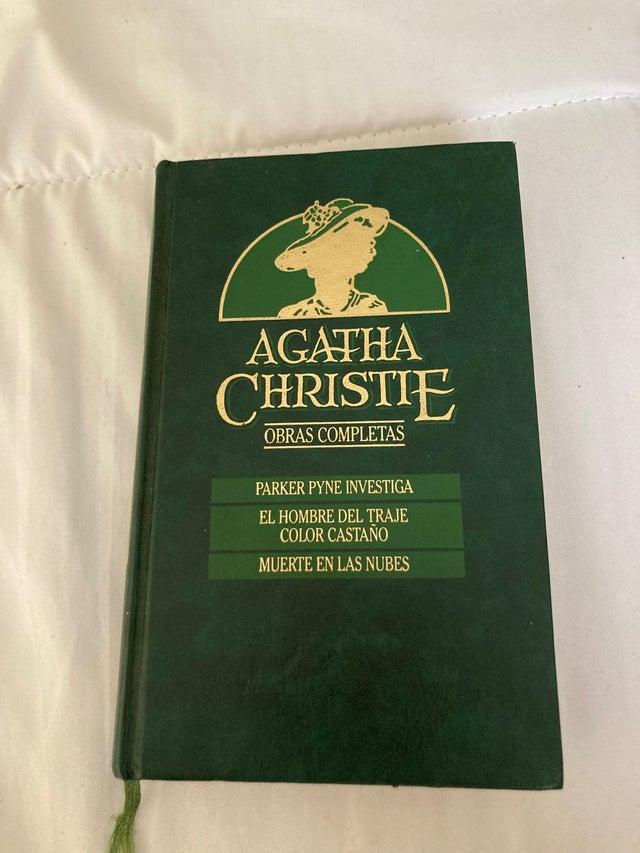 AGATHA
CHRISTIE
OBRAS COMPLETAS
PARKER PYNE INVESTIGA
EL HOMBRE DEL TRAJE
COLOR CASTAÑO
MUERTE EN LAS NUBES